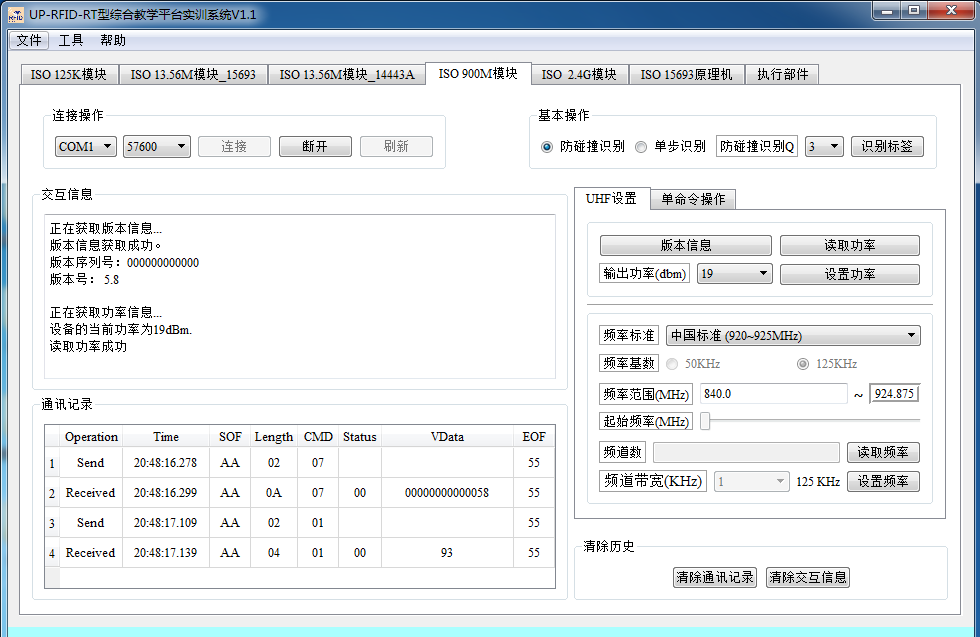 UP-RFID-RT型综合教学平台实训系统V1.1
文件 工具 帮助
ISO 125K模块 ISO 13.56M模块_15693 ISO 13.56M模块_14443A ISO 900M模块 ISO 2.4G模块 ISO 15693原理机 执行部件
连接操作
COM1 57600 连接 断开 刷新
基本操作
防碰撞识别 单步识别 防碰撞识别Q 3 识别标签
交互信息
正在获取版本信息...
版本信息获取成功。
版本序列号：000000000000
版本号： 5.8
正在获取功率信息...
设备的当前功率为19dBm.
读取功率成功
UHF设置 单命令操作
版本信息 读取功率
输出功率(dbm) 19 设置功率
频率标准 中国标准 (920~925MHz)
频率基数 50KHz 125KHz
频率范围(MHz) 840.0 ~ 924.875
起始频率(MHz)
频道数 读取频率
频道带宽(KHz) 1 125 KHz 设置频率
通讯记录
Operation Time SOF Length CMD Status VData EOF
1 Send 20:48:16.278 AA 02 07 55
2 Received 20:48:16.299 AA 0A 07 00 00000000000058 55
3 Send 20:48:17.109 AA 02 01 55
4 Received 20:48:17.139 AA 04 01 00 93 55
清除历史
清除通讯记录 清除交互信息